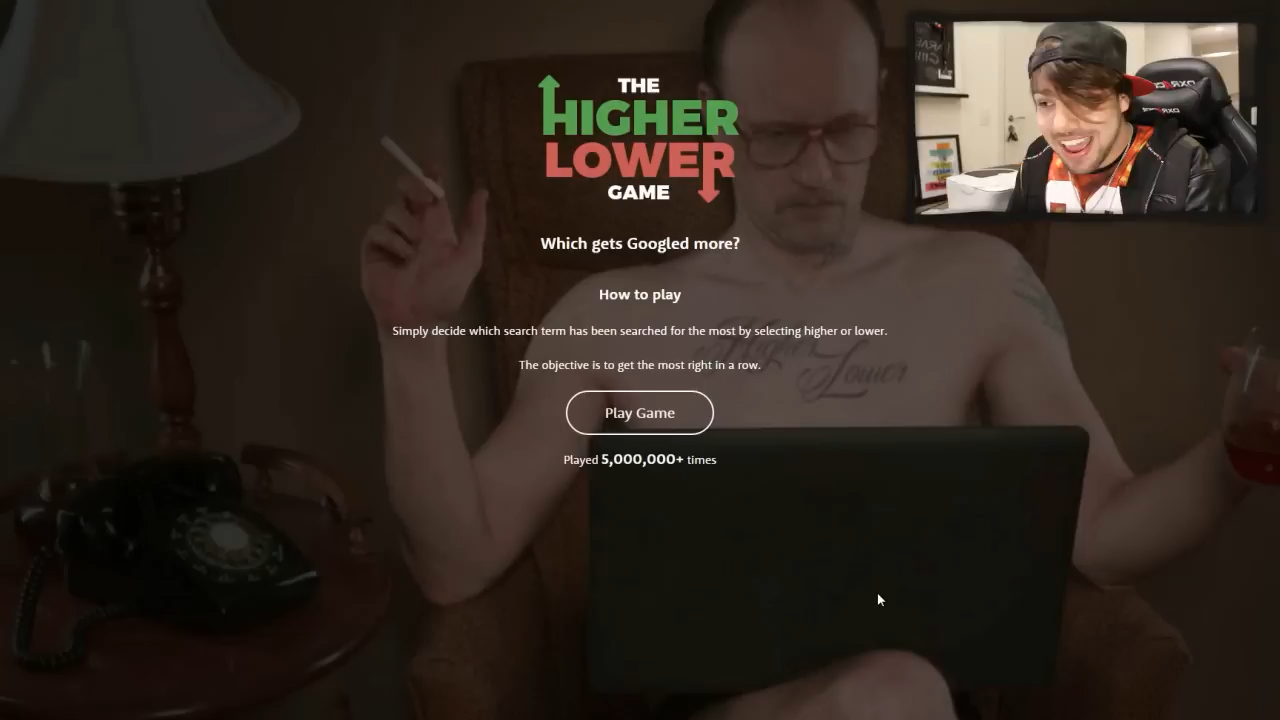 THE
HIGHER
LOWER
GAME
Which gets Googled more?
How to play
Simply decide which search term has been searched for the most by selecting higher or lower.
The objective is to get the most right in a row.
Higher
Lower
Play Game
Played 5,000,000+ times